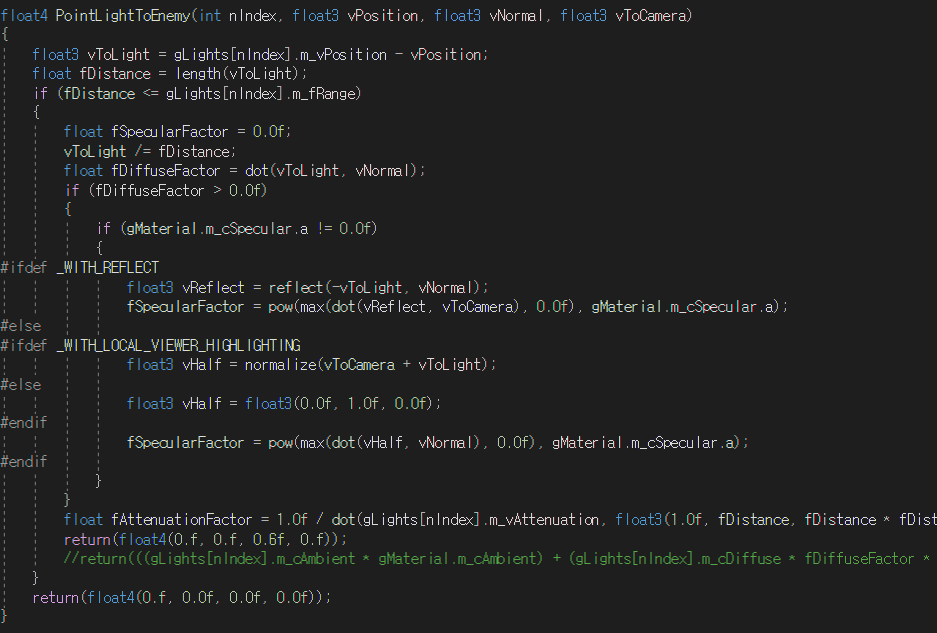 float4 PointLightToEnemy(int nIndex, float3 vPosition, float3 vNormal, float3 vToCamera)
{
    float3 vToLight = gLights[nIndex].m_vPosition - vPosition;
    float fDistance = length(vToLight);
    if (fDistance <= gLights[nIndex].m_fRange)
    {
        float fSpecularFactor = 0.0f;
        vToLight /= fDistance;
        float fDiffuseFactor = dot(vToLight, vNormal);
        if (fDiffuseFactor > 0.0f)
        {
            if (gMaterial.m_cSpecular.a != 0.0f)
            {
#ifdef _WITH_REFLECT
                float3 vReflect = reflect(-vToLight, vNormal);
                fSpecularFactor = pow(max(dot(vReflect, vToCamera), 0.0f), gMaterial.m_cSpecular.a);
#else
#ifdef _WITH_LOCAL_VIEWER_HIGHLIGHTING
                float3 vHalf = normalize(vToCamera + vToLight);
#else
                float3 vHalf = float3(0.0f, 1.0f, 0.0f);
#endif
                fSpecularFactor = pow(max(dot(vHalf, vNormal), 0.0f), gMaterial.m_cSpecular.a);
#endif
            }
        }
        float fAttenuationFactor = 1.0f / dot(gLights[nIndex].m_vAttenuation, float3(1.0f, fDistance, fDistance * fDist
        return(float4(0.f, 0.f, 0.6f, 0.f));
        //return(((gLights[nIndex].m_cAmbient * gMaterial.m_cAmbient) + (gLights[nIndex].m_cDiffuse * fDiffuseFactor *
    }
    return(float4(0.f, 0.0f, 0.0f, 0.0f));
}